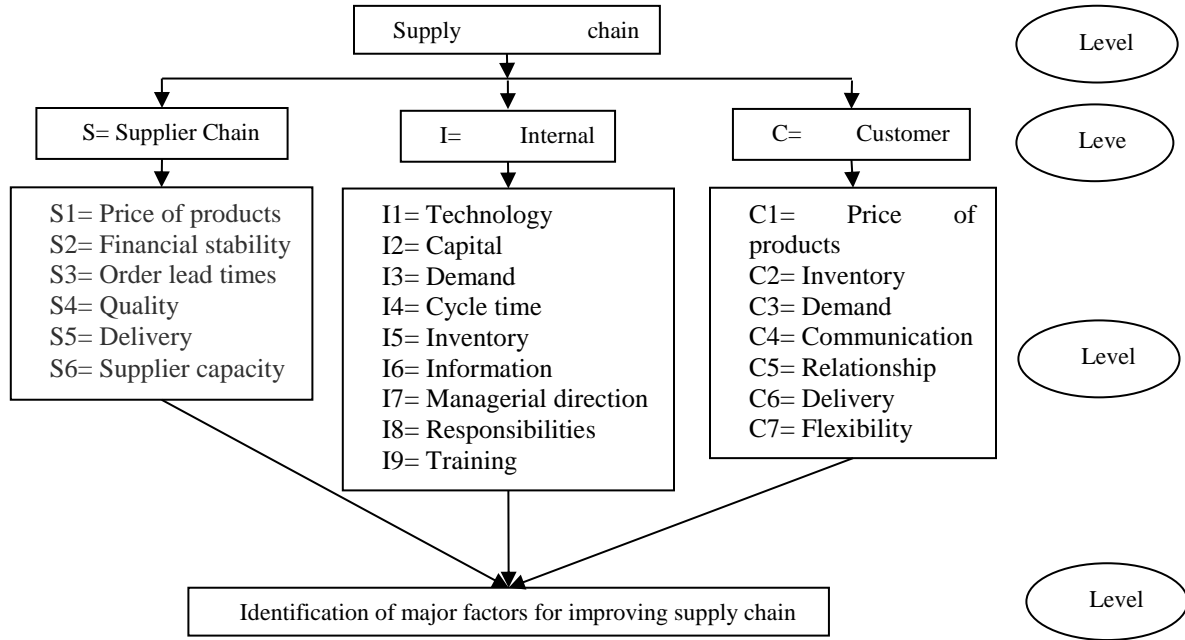 Supply chain
Level
S= Supplier Chain
I= Internal
C= Customer
Leve
S1= Price of products
S2= Financial stability
S3= Order lead times
S4= Quality
S5= Delivery
S6= Supplier capacity
I1= Technology
I2= Capital
I3= Demand
I4= Cycle time
I5= Inventory
I6= Information
I7= Managerial direction
I8= Responsibilities
I9= Training
C1= Price of
products
C2= Inventory
C3= Demand
C4= Communication
C5= Relationship
C6= Delivery
C7= Flexibility
Level
Identification of major factors for improving supply chain
Level